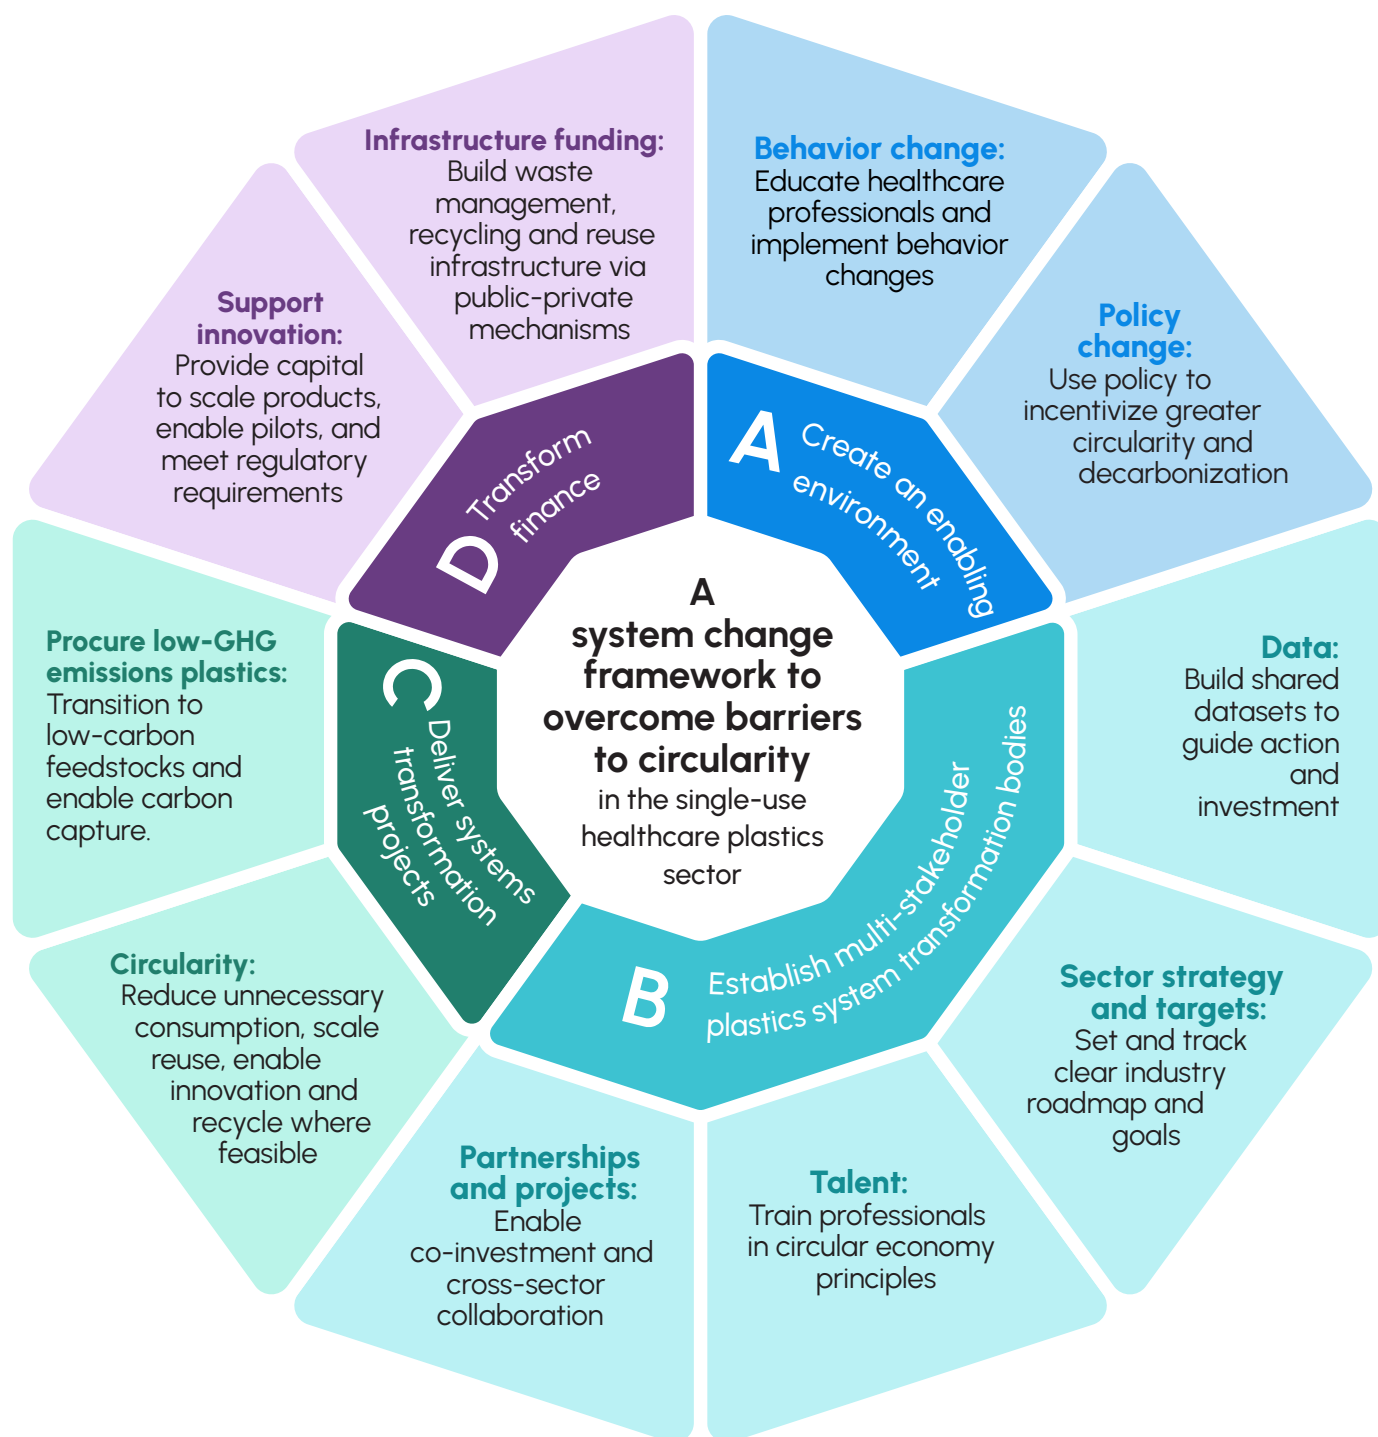 A
system change
framework to
overcome barriers
to circularity
in the single-use
healthcare plastics
sector
A
Create an enabling
environment
Behavior change:
Educate healthcare
professionals and
implement behavior
changes
Policy
change:
Use policy to
incentivize greater
circularity and
decarbonization
B
Establish multi-stakeholder
plastics system transformation bodies
Data:
Build shared
datasets to
guide action
and
investment
Sector strategy
and targets:
Set and track
clear industry
roadmap and
goals
Talent:
Train professionals
in circular economy
principles
Partnerships
and projects:
Enable
co-investment and
cross-sector
collaboration
C
Deliver systems
transformation
projects
Circularity:
Reduce unnecessary
consumption, scale
reuse, enable
innovation and
recycle where
feasible
Procure low-GHG
emissions plastics:
Transition to
low-carbon
feedstocks and
enable carbon
capture.
D
Transform
finance
Support
innovation:
Provide capital
to scale products,
enable pilots, and
meet regulatory
requirements
Infrastructure funding:
Build waste
management,
recycling and reuse
infrastructure via
public-private
mechanisms